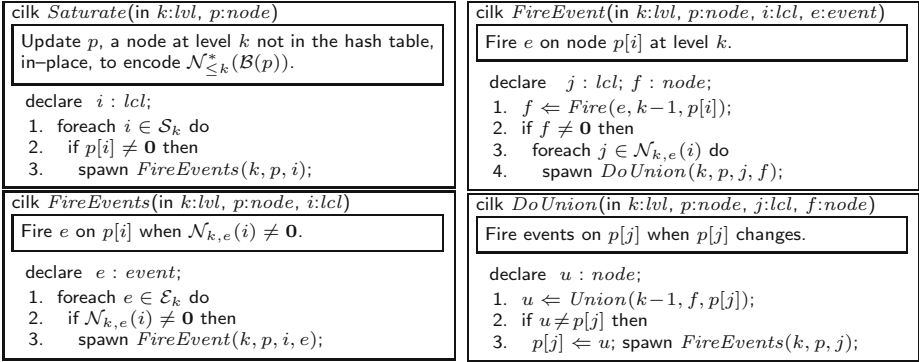 cilk Saturate(in k:lvl, p:node)
Update p, a node at level k not in the hash table,
in–place, to encode 𝒩*≤k(ℬ(p)).
declare i : lcl;
1. foreach i ∈ 𝒮k do
2. if p[i] ≠ 0 then
3. spawn FireEvents(k, p, i);
cilk FireEvents(in k:lvl, p:node, i:lcl)
Fire e on p[i] when 𝒩k,e(i) ≠ 0.
declare e : event;
1. foreach e ∈ ℰk do
2. if 𝒩k,e(i) ≠ 0 then
3. spawn FireEvent(k, p, i, e);
cilk FireEvent(in k:lvl, p:node, i:lcl, e:event)
Fire e on node p[i] at level k.
declare j : lcl; f : node;
1. f ⇐ Fire(e, k−1, p[i]);
2. if f ≠ 0 then
3. foreach j ∈ 𝒩k,e(i) do
4. spawn DoUnion(k, p, j, f);
cilk DoUnion(in k:lvl, p:node, j:lcl, f:node)
Fire events on p[j] when p[j] changes.
declare u : node;
1. u ⇐ Union(k−1, f, p[j]);
2. if u≠p[j] then
3. p[j] ⇐ u; spawn FireEvents(k, p, j);